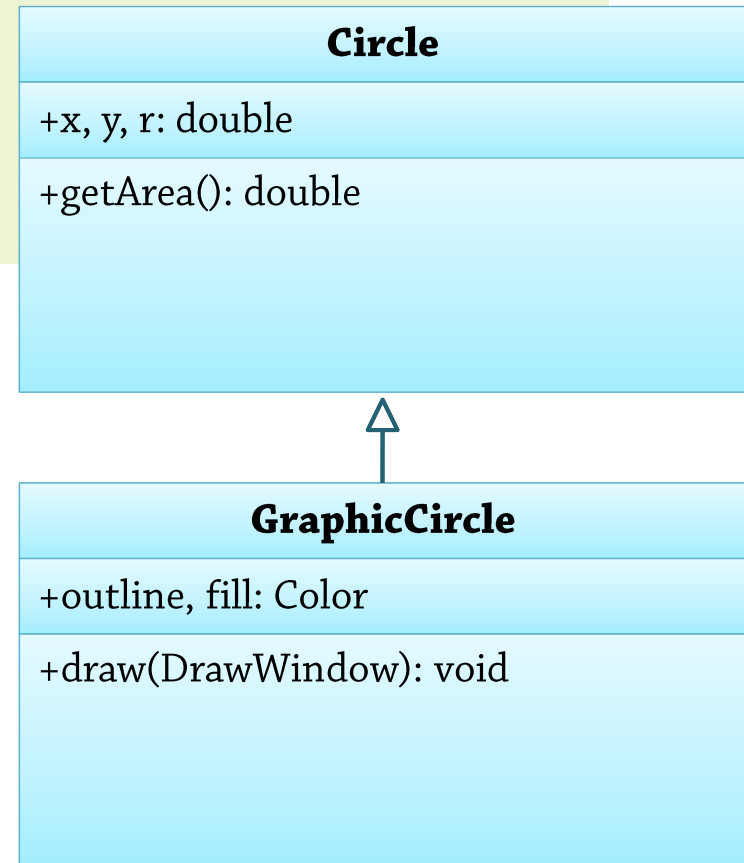 Circle
+x, y, r: double
+getArea(): double
GraphicCircle
+outline, fill: Color
+draw(DrawWindow): void